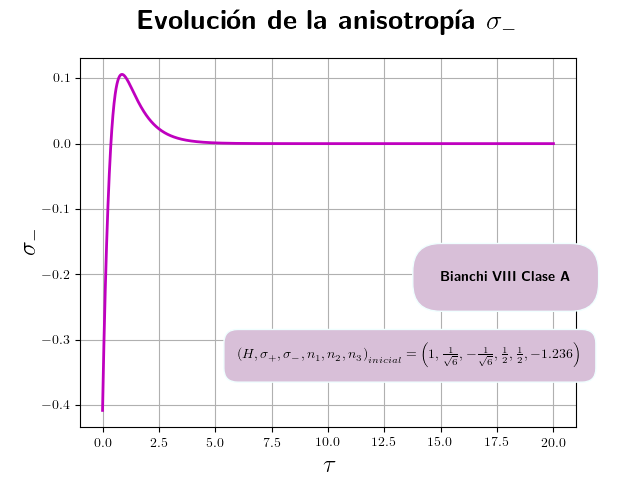 Evolución de la anisotropía σ₋
0.1
0.0
−0.1
−0.2
−0.3
−0.4
σ₋
Bianchi VIII Clase A
(H, σ₊, σ₋, n₁, n₂, n₃)ᵢₙᵢcᵢₐₗ = (1, 1/√6, −1/√6, 1/2, 1/2, −1.236)
0.0 2.5 5.0 7.5 10.0 12.5 15.0 17.5 20.0
τ